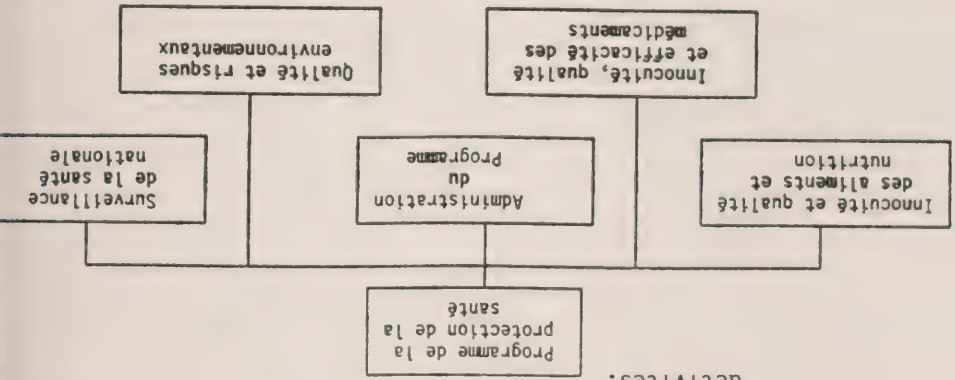 activités:
Programme de la
protection de la
santé
Innocuité et qualité
des aliments et
nutrition
Innocuité, qualité
et efficacité des
médicaments
Administration
du
Programme
Qualité et risques
environnementaux
Surveillance
de la santé
nationale